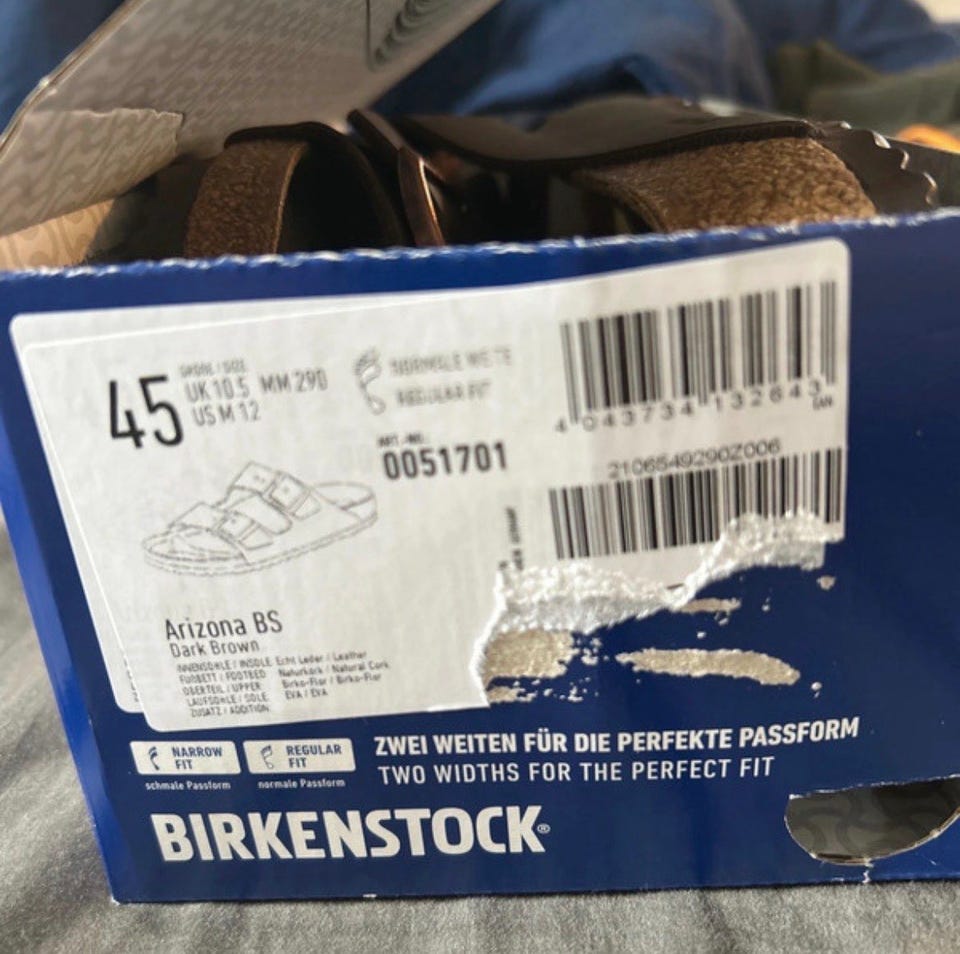 45
GRÖßE / SIZE
UK 10.5 MM 290
US M 12
NORMALE WEITE
REGULAR FIT
ART.-NR.:
0051701
4 043734 132643
EAN
2106549290Z006
Arizona BS
Dark Brown
INNENSOHLE / INSOLE Echt Leder / Leather
FUßBETT / FOOTBED Naturkork / Natural Cork
OBERTEIL / UPPER Birko-Flor / Birko-Flor
LAUFSOHLE / SOLE EVA / EVA
ZUSATZ / ADDITION
NARROW
FIT
schmale Passform
REGULAR
FIT
normale Passform
ZWEI WEITEN FÜR DIE PERFEKTE PASSFORM
TWO WIDTHS FOR THE PERFECT FIT
BIRKENSTOCK®